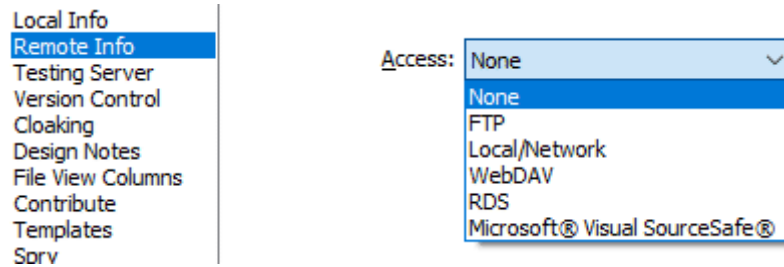 Local Info
Remote Info
Testing Server
Version Control
Cloaking
Design Notes
File View Columns
Contribute
Templates
Spry
Access: None
None
FTP
Local/Network
WebDAV
RDS
Microsoft® Visual SourceSafe®